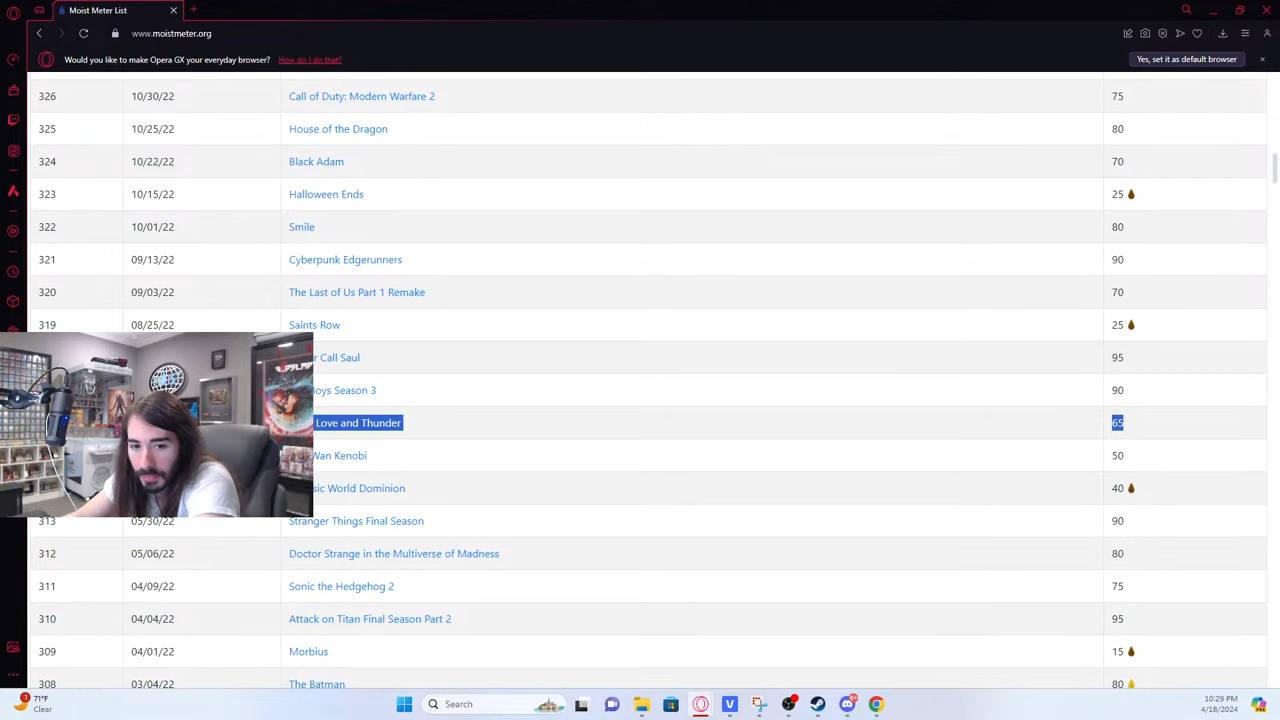 Moist Meter List
www.moistmeter.org
Would you like to make Opera GX your everyday browser? How do I do that? Yes, set it as default browser
326 10/30/22 Call of Duty: Modern Warfare 2 75
325 10/25/22 House of the Dragon 80
324 10/22/22 Black Adam 70
323 10/15/22 Halloween Ends 25
322 10/01/22 Smile 80
321 09/13/22 Cyberpunk Edgerunners 90
320 09/03/22 The Last of Us Part 1 Remake 70
319 08/25/22 Saints Row 25
r Call Saul 95
Boys Season 3 90
Love and Thunder 65
Wan Kenobi 50
sic World Dominion 40
313 05/30/22 Stranger Things Final Season 90
312 05/06/22 Doctor Strange in the Multiverse of Madness 80
311 04/09/22 Sonic the Hedgehog 2 75
310 04/04/22 Attack on Titan Final Season Part 2 95
309 04/01/22 Morbius 15
308 03/04/22 The Batman 80
1 71°F
Clear
Search
99+
10:29 PM
4/18/2024